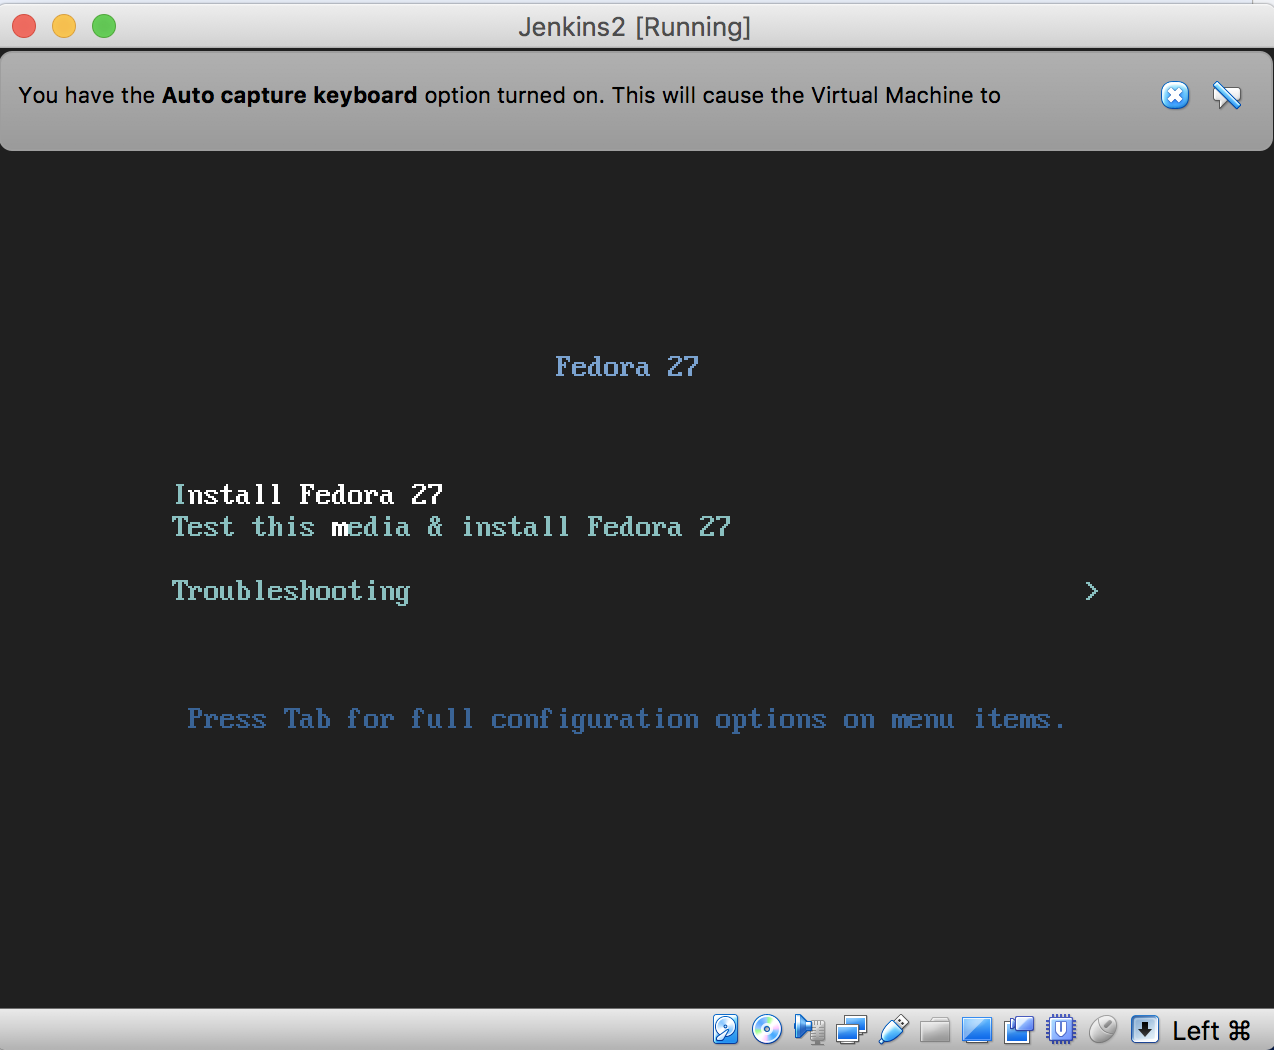 Jenkins2 [Running]
You have the Auto capture keyboard option turned on. This will cause the Virtual Machine to
Fedora 27
Install Fedora 27
Test this media & install Fedora 27
Troubleshooting >
Press Tab for full configuration options on menu items.
Left ⌘